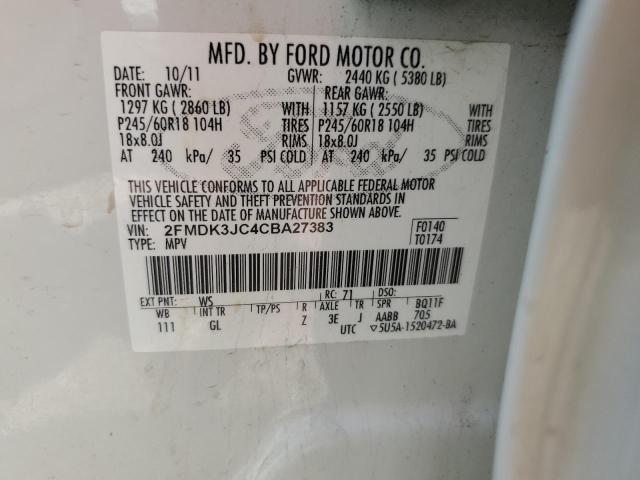 MFD. BY FORD MOTOR CO.
DATE: 10/11 GVWR: 2440 KG ( 5380 LB)
FRONT GAWR: REAR GAWR:
1297 KG ( 2860 LB) WITH 1157 KG ( 2550 LB) WITH
P245/60R18 104H TIRES P245/60R18 104H TIRES
18x8.0J RIMS 18x8.0J RIMS
AT 240 kPa/ 35 PSI COLD AT 240 kPa/ 35 PSI COLD
THIS VEHICLE CONFORMS TO ALL APPLICABLE FEDERAL MOTOR
VEHICLE SAFETY AND THEFT PREVENTION STANDARDS IN
EFFECT ON THE DATE OF MANUFACTURE SHOWN ABOVE.
VIN: 2FMDK3JC4CBA27383 F0140
TYPE: MPV T0174
EXT PNT: WS RC: 71 DSO:
WB INT TR TP/PS R AXLE TR SPR BQ11F
111 GL Z 3E J AABB 705
UTC ▽5U5A-1520472-BA